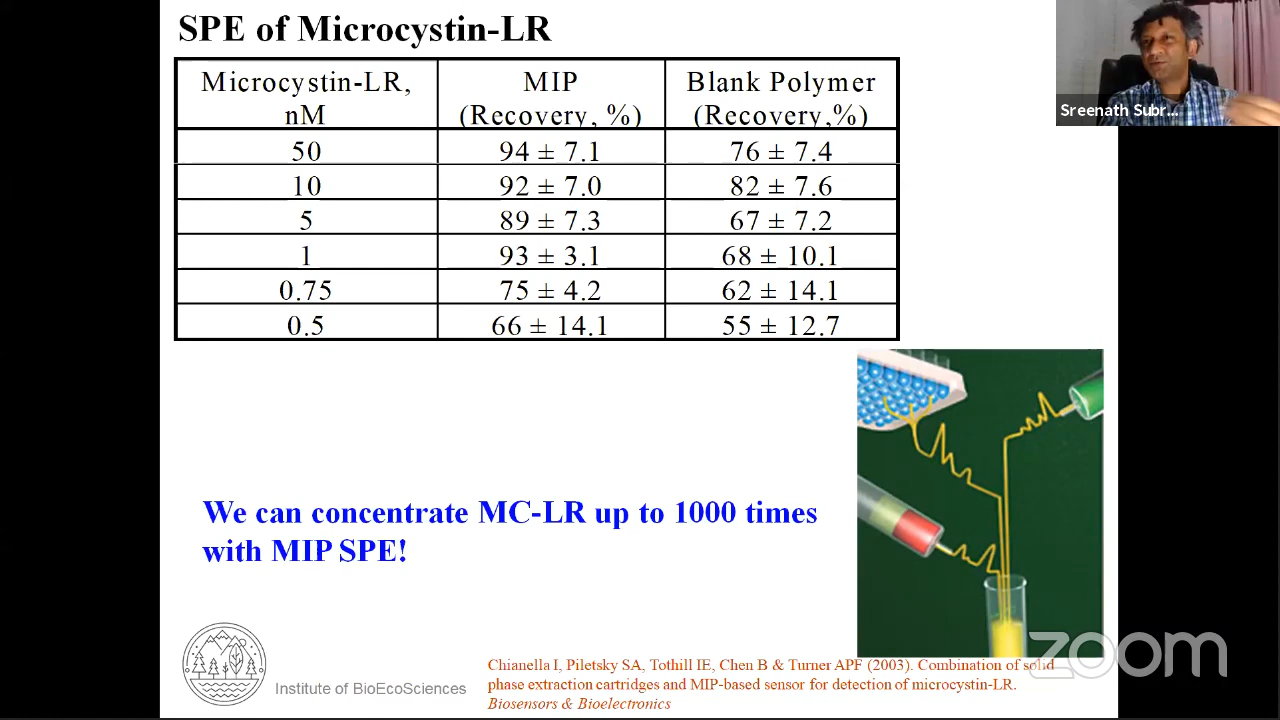 SPE of Microcystin-LR
Microcystin-LR, nM
MIP (Recovery, %)
Blank Polymer (Recovery,%)
50 94 ± 7.1 76 ± 7.4
10 92 ± 7.0 82 ± 7.6
5 89 ± 7.3 67 ± 7.2
1 93 ± 3.1 68 ± 10.1
0.75 75 ± 4.2 62 ± 14.1
0.5 66 ± 14.1 55 ± 12.7
Sreenath Subr...
We can concentrate MC-LR up to 1000 times
with MIP SPE!
Institute of BioEcoSciences
Chianella I, Piletsky SA, Tothill IE, Chen B & Turner APF (2003). Combination of solid
phase extraction cartridges and MIP-based sensor for detection of microcystin-LR.
Biosensors & Bioelectronics
zoom